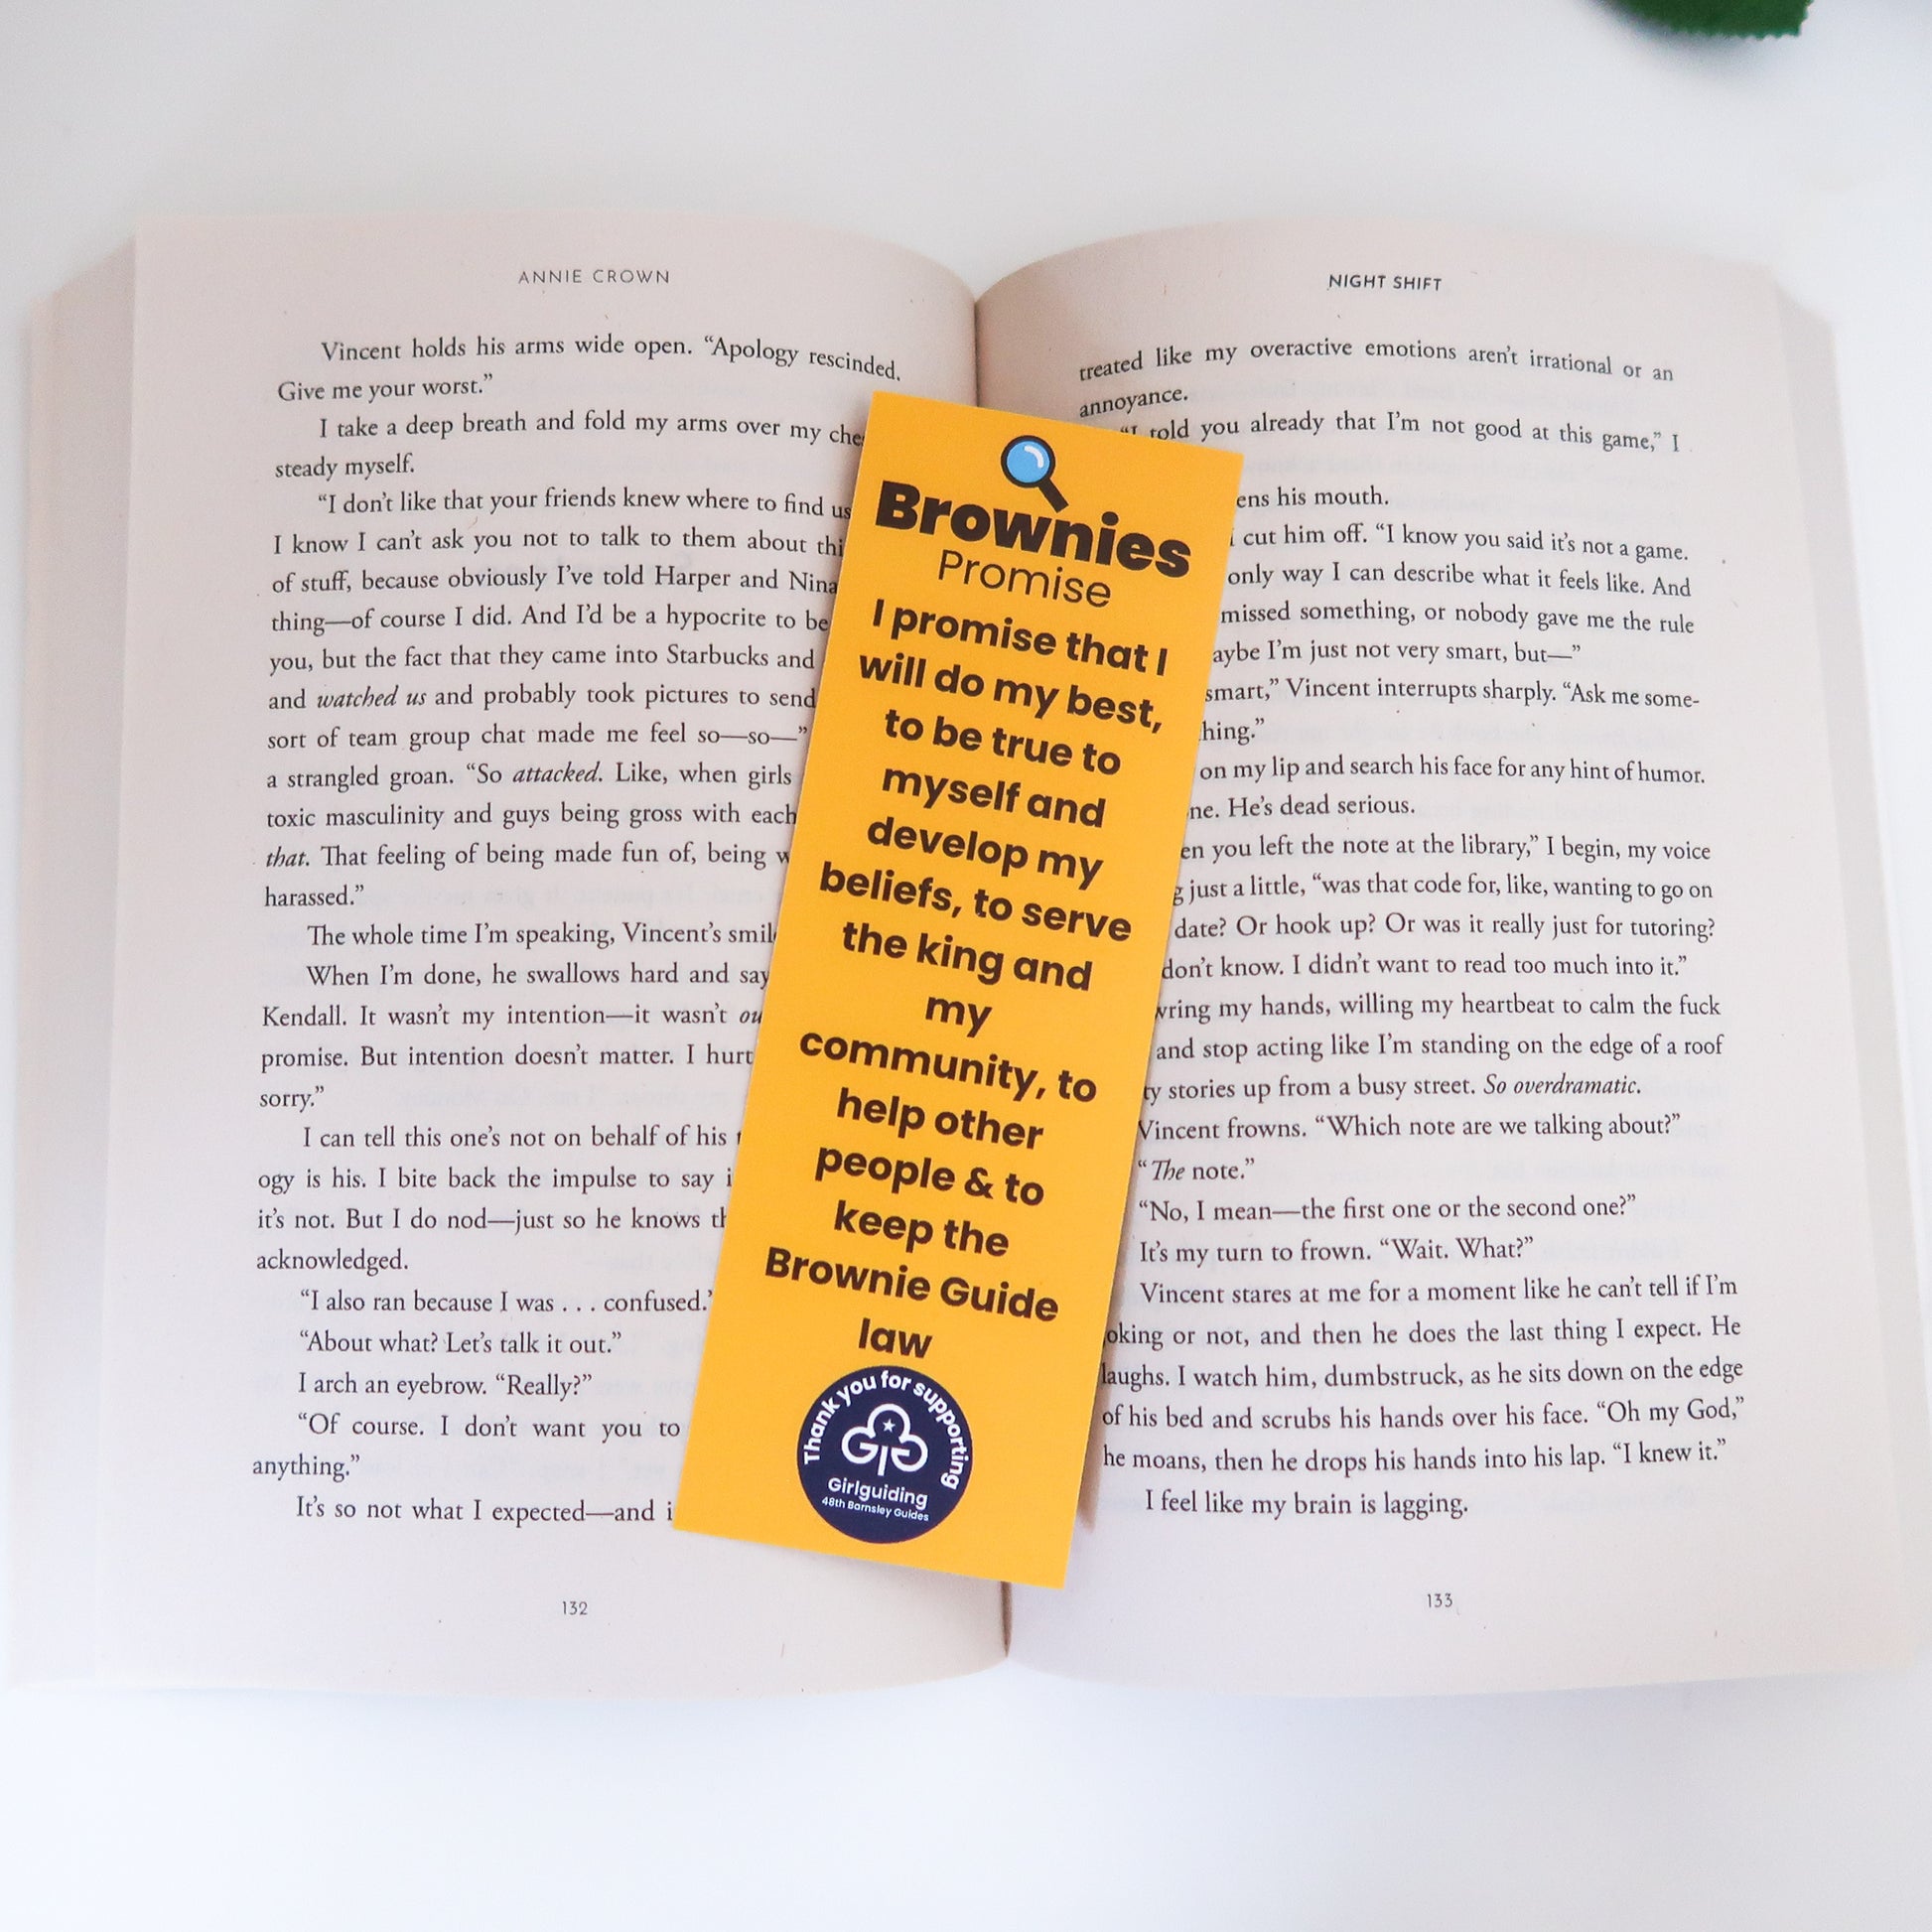 ANNIE CROWN
Vincent holds his arms wide open. “Apology rescinded.
Give me your worst.”
I take a deep breath and fold my arms over my
steady myself.
“I don’t like that your friends knew where to find us
I know I can’t ask you not to talk to them about
of stuff, because obviously I’ve told Harper and Nina
thing—of course I did. And I’d be a hypocrite to be
you, but the fact that they came into Starbucks and
and watched us and probably took pictures to send
sort of team group chat made me feel so—so—”
a strangled groan. “So attacked. Like, when girls
toxic masculinity and guys being gross with each
that. That feeling of being made fun of, being
harassed.”
The whole time I’m speaking, Vincent’s
When I’m done, he swallows hard and
Kendall. It wasn’t my intention—it wasn’t
promise. But intention doesn’t matter. I hurt
sorry.”
I can tell this one’s not on behalf of his
ogy is his. I bite back the impulse to say
it’s not. But I do nod—just so he knows
acknowledged.
“I also ran because I was . . . confused.”
“About what? Let’s talk it out.”
I arch an eyebrow. “Really?”
“Of course. I don’t want you to
anything.”
It’s so not what I expected—and
132
Brownies
Promise
I promise that I
will do my best,
to be true to
myself and
develop my
beliefs, to serve
the king and
my
community, to
help other
people & to
keep the
Brownie Guide
law
Thank you for supporting
Girlguiding
48th Barnsley Guides
NIGHT SHIFT
treated like my overactive emotions aren’t irrational or an
annoyance.
“I told you already that I’m not good at this game,” I
his mouth.
I cut him off. “I know you said it’s not a game.
only way I can describe what it feels like. And
missed something, or nobody gave me the rule
I’m just not very smart, but—”
smart,” Vincent interrupts sharply. “Ask me some-
on my lip and search his face for any hint of humor.
He’s dead serious.
you left the note at the library,” I begin, my voice
just a little, “was that code for, like, wanting to go on
date? Or hook up? Or was it really just for tutoring?
don’t know. I didn’t want to read too much into it.”
wring my hands, willing my heartbeat to calm the fuck
and stop acting like I’m standing on the edge of a roof
stories up from a busy street. So overdramatic.
Vincent frowns. “Which note are we talking about?”
“The note.”
“No, I mean—the first one or the second one?”
It’s my turn to frown. “Wait. What?”
Vincent stares at me for a moment like he can’t tell if I’m
or not, and then he does the last thing I expect. He
laughs. I watch him, dumbstruck, as he sits down on the edge
of his bed and scrubs his hands over his face. “Oh my God,”
he moans, then he drops his hands into his lap. “I knew it.”
I feel like my brain is lagging.
133